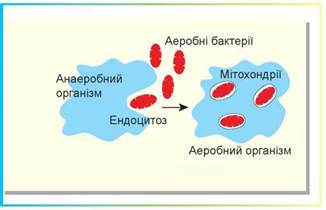 Аеробні бактерії
Анаеробний
організм
Мітохондрії
Ендоцитоз
Аеробний організм